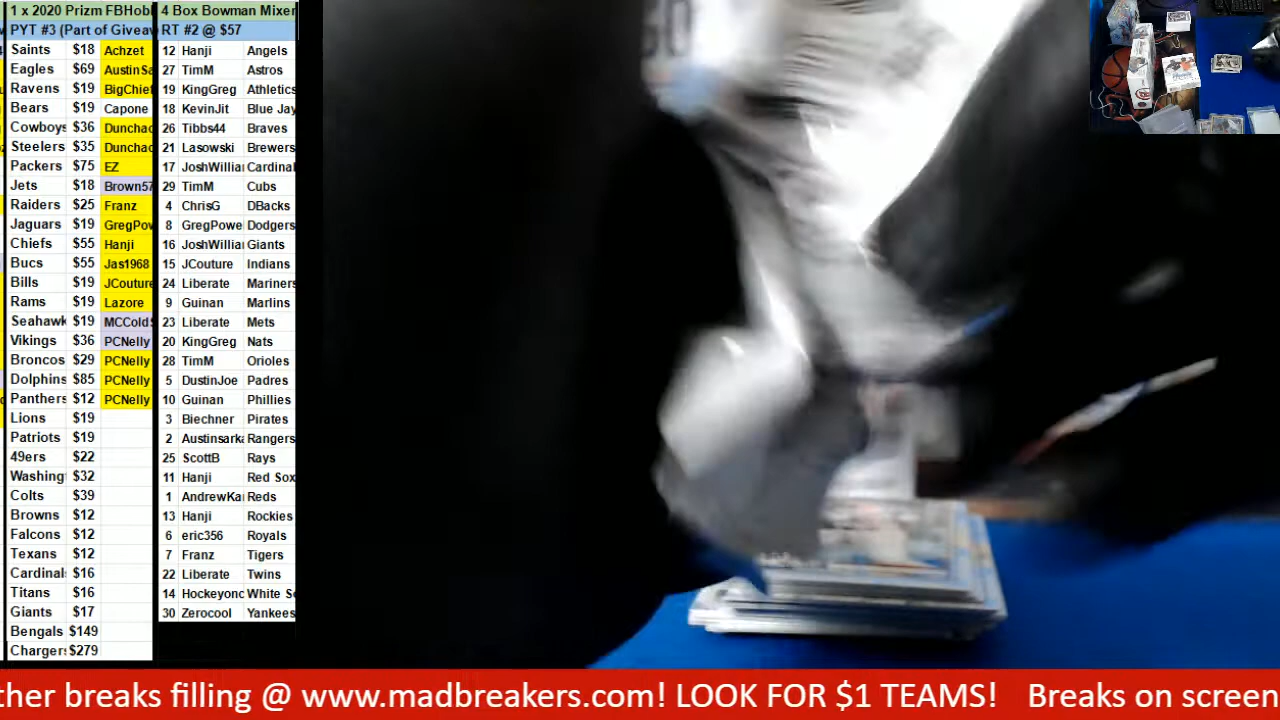 1 x 2020 Prizm FBHobl
PYT #3 (Part of Giveaw
Saints $18 Achzet
Eagles $69 AustinSa
Ravens $19 BigChief
Bears $19 Capone
Cowboys $36 Dunchac
Steelers $35 Dunchac
Packers $75 EZ
Jets $18 Brown57
Raiders $25 Franz
Jaguars $19 GregPov
Chiefs $55 Hanji
Bucs $55 Jas1968
Bills $19 JCouture
Rams $19 Lazore
Seahawk $19 MCColdS
Vikings $36 PCNelly
Broncos $29 PCNelly
Dolphins $85 PCNelly
Panthers $12 PCNelly
Lions $19
Patriots $19
49ers $22
Washing $32
Colts $39
Browns $12
Falcons $12
Texans $12
Cardinal $16
Titans $16
Giants $17
Bengals $149
Chargers $279
4 Box Bowman Mixer
RT #2 @ $57
12 Hanji Angels
27 TimM Astros
19 KingGreg Athletics
18 KevinJit Blue Jay
26 Tibbs44 Braves
21 Lasowski Brewers
17 JoshWillia Cardinal
29 TimM Cubs
4 ChrisG DBacks
8 GregPowe Dodgers
16 JoshWillia Giants
15 JCouture Indians
24 Liberate Mariners
9 Guinan Marlins
23 Liberate Mets
20 KingGreg Nats
28 TimM Orioles
5 DustinJoe Padres
10 Guinan Phillies
3 Biechner Pirates
2 Austinsarka Rangers
25 ScottB Rays
11 Hanji Red Sox
1 AndrewKa Reds
13 Hanji Rockies
6 eric356 Royals
7 Franz Tigers
22 Liberate Twins
14 Hockeyonc White S
30 Zerocool Yankees
ther breaks filling @ www.madbreakers.com! LOOK FOR $1 TEAMS! Breaks on screen